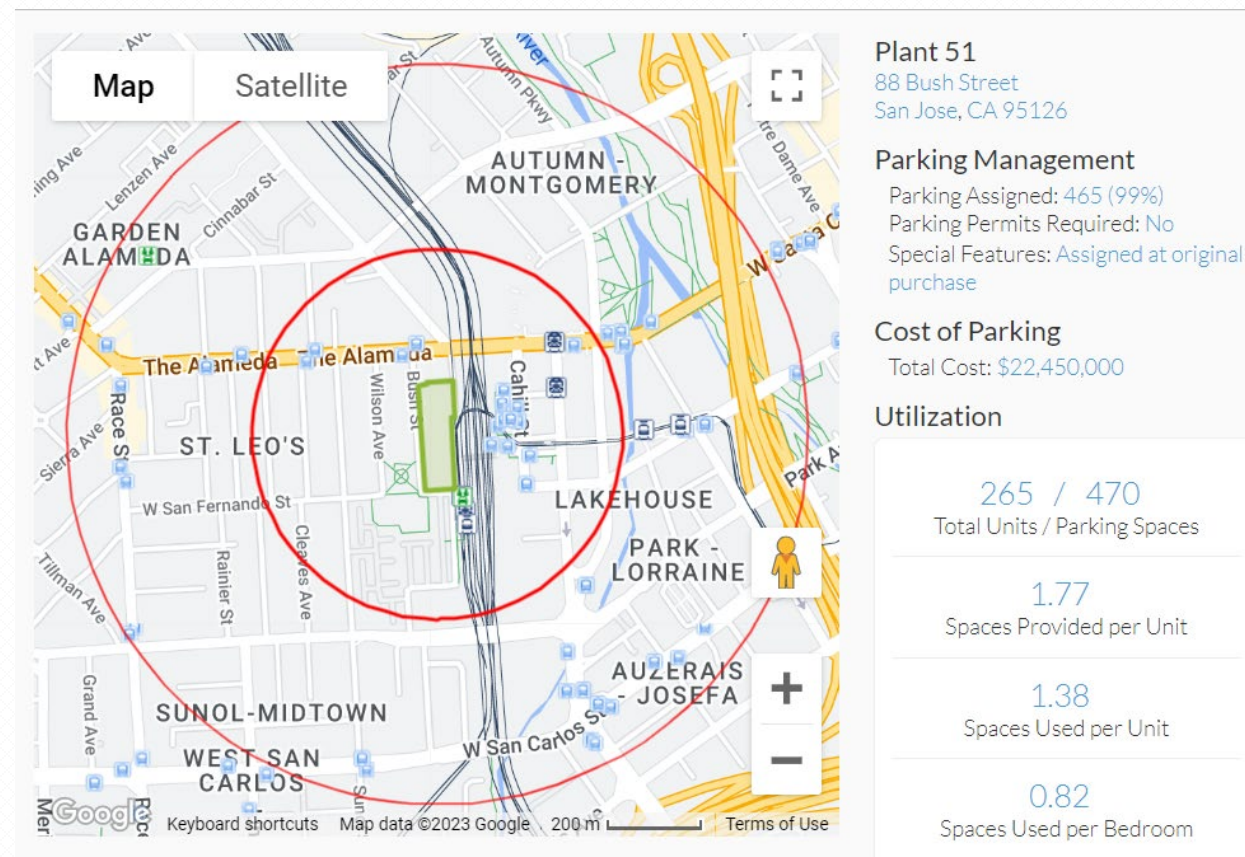 Map
Satellite
River
Autumn Pkwy
AUTUMN -
MONTGOMERY
Lenzen Ave
Cinnabar St
GARDEN
ALAMEDA
The Alameda
The Alameda
Race St
Wilson Ave
Bush St
Cahill St
Sierra Ave
ST. LEO'S
W San Fernando St
LAKEHOUSE
Tillman Ave
Rainier St
Cleaves Ave
PARK -
LORRAINE
Grand Ave
SUNOL-MIDTOWN
AUZERAIS
- JOSEFA
WEST SAN
CARLOS
W San Carlos St
Google
Keyboard shortcuts
Map data ©2023 Google
200 m
Terms of Use
Plant 51
88 Bush Street
San Jose, CA 95126
Parking Management
Parking Assigned: 465 (99%)
Parking Permits Required: No
Special Features: Assigned at original
purchase
Cost of Parking
Total Cost: $22,450,000
Utilization
265 / 470
Total Units / Parking Spaces
1.77
Spaces Provided per Unit
1.38
Spaces Used per Unit
0.82
Spaces Used per Bedroom